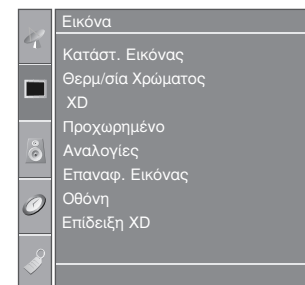 Εικόνα
Κατάστ. Εικόνας
Θερμ/σία Χρώματος
XD
Προχωρημένο
Αναλογίες
Επαναφ. Εικόνας
Οθόνη
Επίδειξη XD